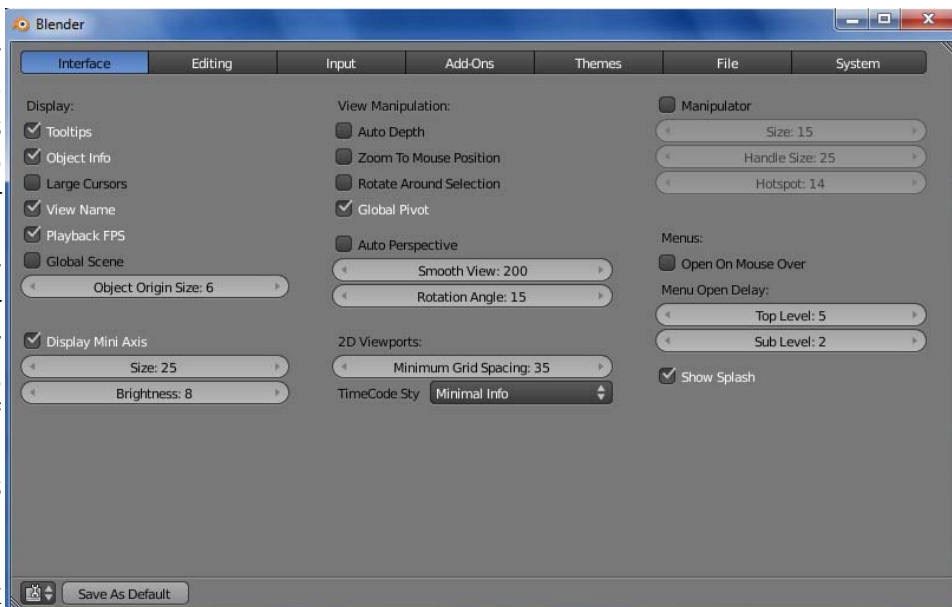 Blender
Interface
Editing
Input
Add-Ons
Themes
File
System
Display:
Tooltips
Object Info
Large Cursors
View Name
Playback FPS
Global Scene
Object Origin Size: 6
Display Mini Axis
Size: 25
Brightness: 8
View Manipulation:
Auto Depth
Zoom To Mouse Position
Rotate Around Selection
Global Pivot
Auto Perspective
Smooth View: 200
Rotation Angle: 15
2D Viewports:
Minimum Grid Spacing: 35
TimeCode Sty Minimal Info
Manipulator
Size: 15
Handle Size: 25
Hotspot: 14
Menus:
Open On Mouse Over
Menu Open Delay:
Top Level: 5
Sub Level: 2
Show Splash
Save As Default